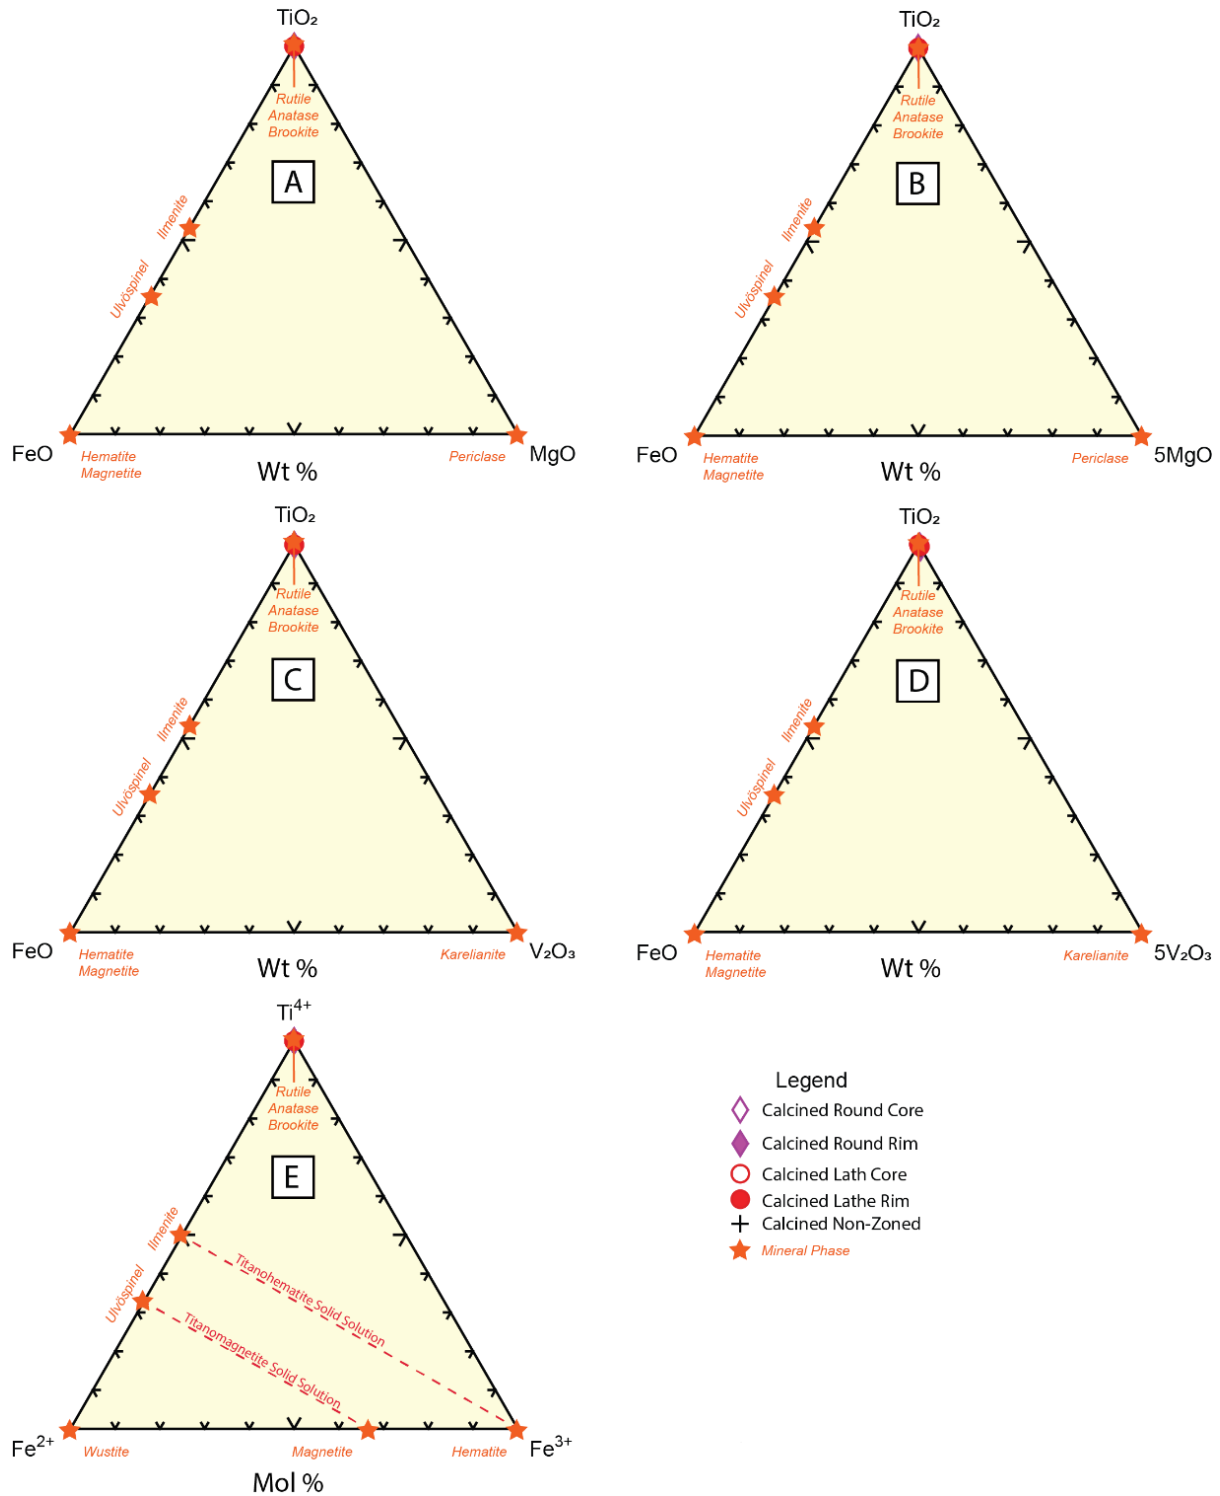 TiO₂
Rutile
Anatase
Brookite
A
Ilmenite
Ulvöspinel
FeO
Hematite
Magnetite
Wt %
Periclase
MgO
TiO₂
Rutile
Anatase
Brookite
B
Ilmenite
Ulvöspinel
FeO
Hematite
Magnetite
Wt %
Periclase
5MgO
TiO₂
Rutile
Anatase
Brookite
C
Ilmenite
Ulvöspinel
FeO
Hematite
Magnetite
Wt %
Karelianite
V₂O₃
TiO₂
Rutile
Anatase
Brookite
D
Ilmenite
Ulvöspinel
FeO
Hematite
Magnetite
Wt %
Karelianite
5V₂O₃
Ti⁴⁺
Rutile
Anatase
Brookite
E
Ilmenite
Titanohematite Solid Solution
Ulvöspinel
Titanomagnetite Solid Solution
Fe²⁺
Wustite
Magnetite
Hematite
Fe³⁺
Mol %
Legend
Calcined Round Core
Calcined Round Rim
Calcined Lath Core
Calcined Lathe Rim
Calcined Non-Zoned
Mineral Phase